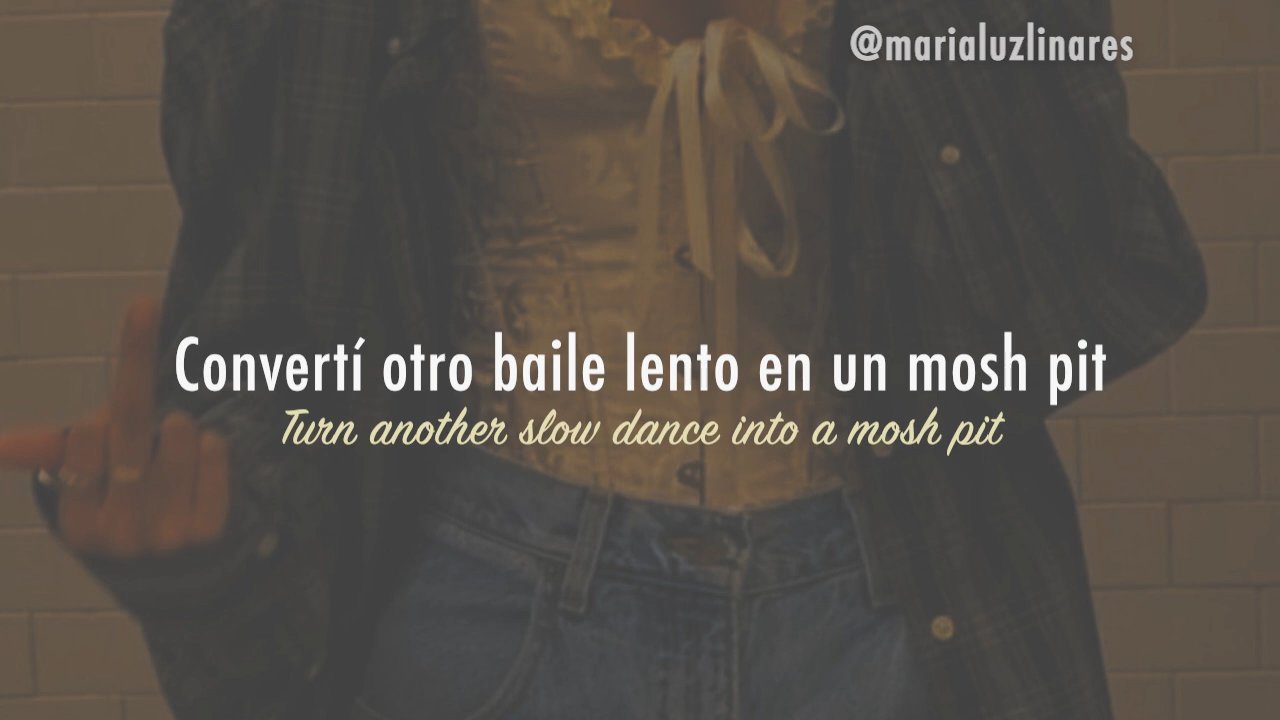 @marialuzlinares
Convertí otro baile lento en un mosh pit
Turn another slow dance into a mosh pit